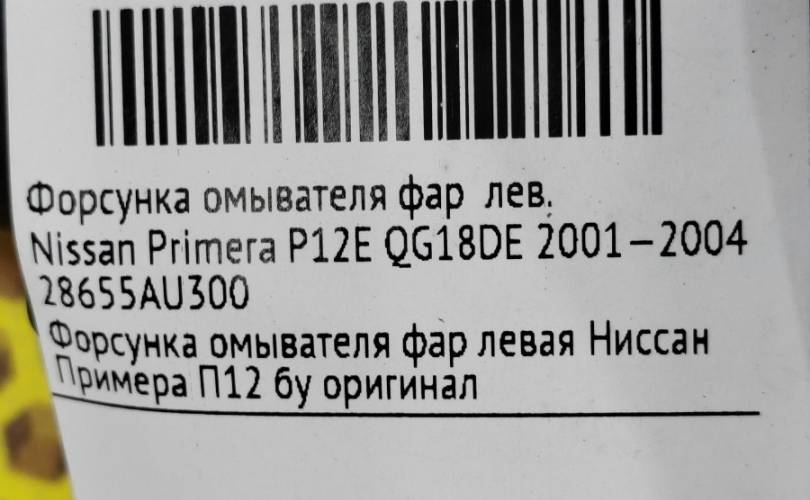 Форсунка омывателя фар лев.
Nissan Primera P12E QG18DE 2001-2004
28655AU300
Форсунка омывателя фар левая Ниссан
Примера П12 бу оригинал